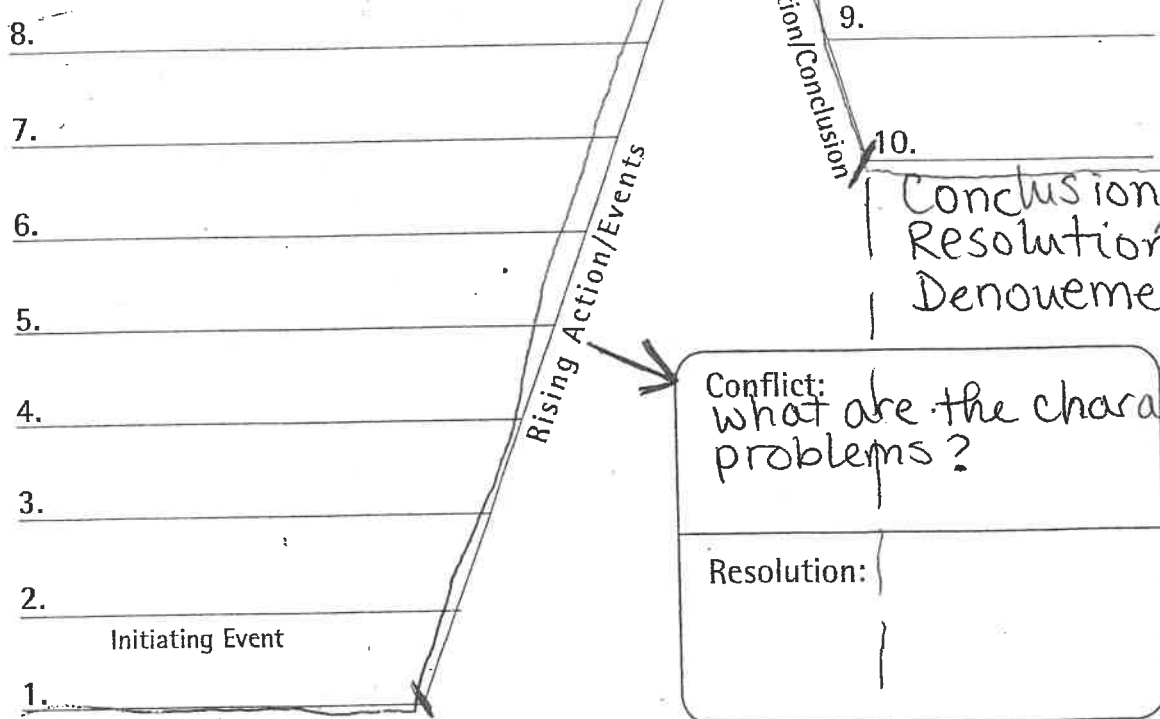 8.
7.
6.
5.
4.
3.
2.
Initiating Event
1.
Rising Action/Events
/Conclusion
9.
10.
Conclusion
Resolution
Denoueme
Conflict:
what are the chara
problems?
Resolution: